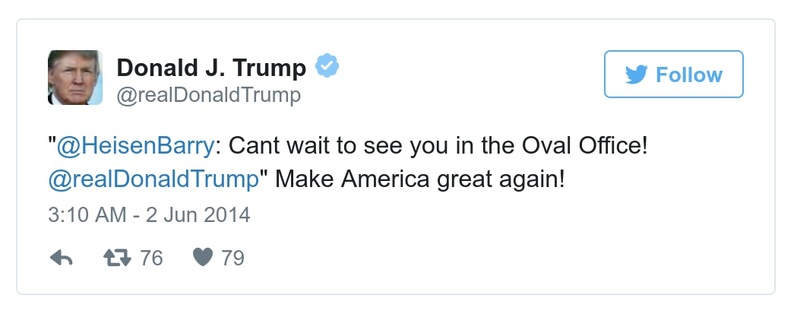 Donald J. Trump
@realDonaldTrump
Follow
"@HeisenBarry: Cant wait to see you in the Oval Office!
@realDonaldTrump" Make America great again!
3:10 AM - 2 Jun 2014
76 79